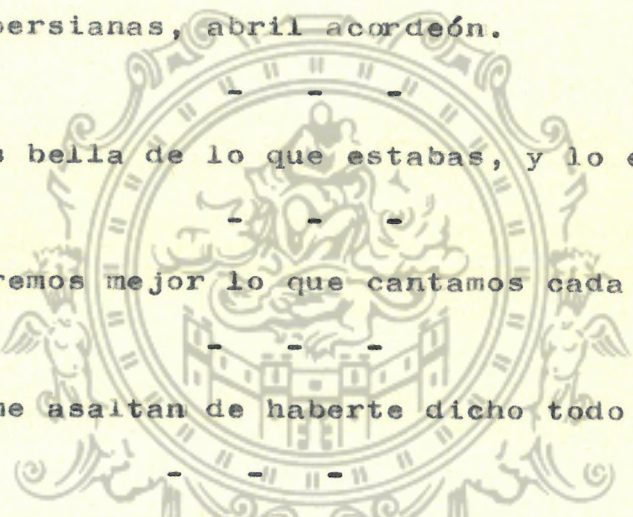 persianas, abril acordeón.
- - -
bella de lo que estabas, y lo
- - -
remos mejor lo que cantamos cada
- - -
asaltan de haberte dicho todo
- - -